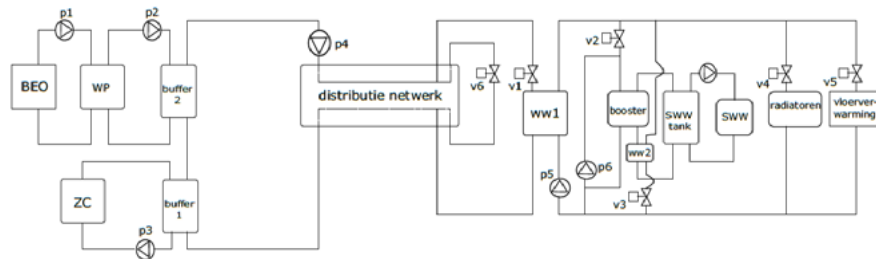 p1
p2
p4
BEO
WP
buffer
2
distributie netwerk
v6
v1
ww1
v2
booster
SWW
tank
SWW
v4
radiatoren
v5
vloerver-
warming
ww2
p5
p6
v3
ZC
buffer
1
p3